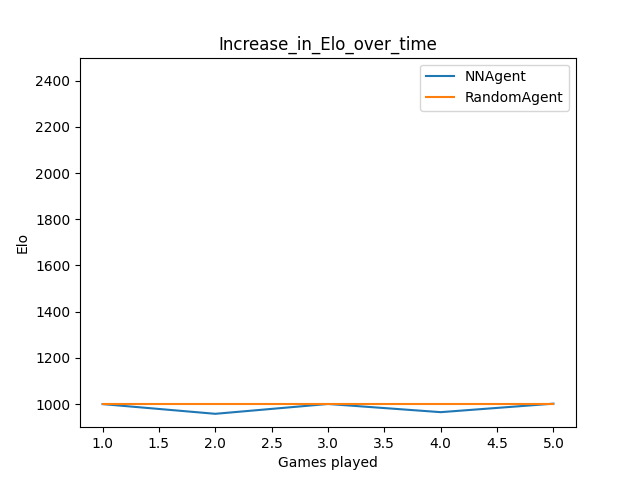 Increase_in_Elo_over_time
NNAgent
RandomAgent
2400
2200
2000
1800
1600
1400
1200
1000
Elo
1.0 1.5 2.0 2.5 3.0 3.5 4.0 4.5 5.0
Games played